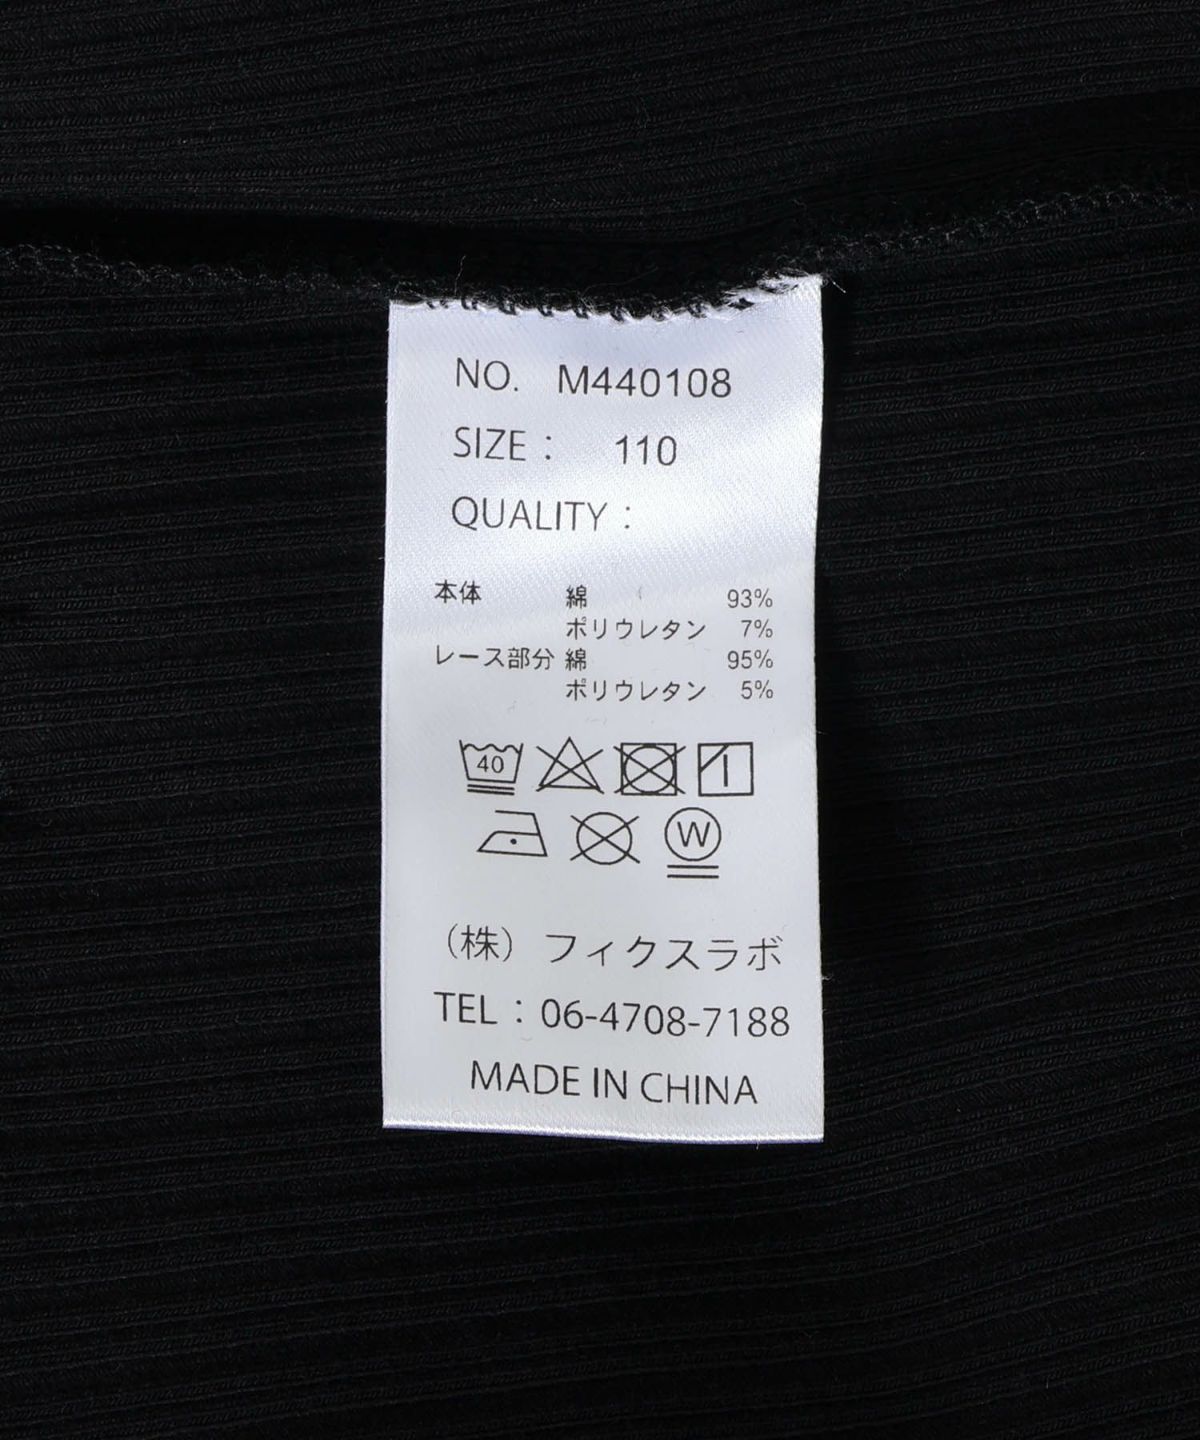 NO. M440108
SIZE： 110
QUALITY：
本体 綿 93%
ポリウレタン 7%
レース部分 綿 95%
ポリウレタン 5%
40
W
（株）フィクスラボ
TEL：06-4708-7188
MADE IN CHINA